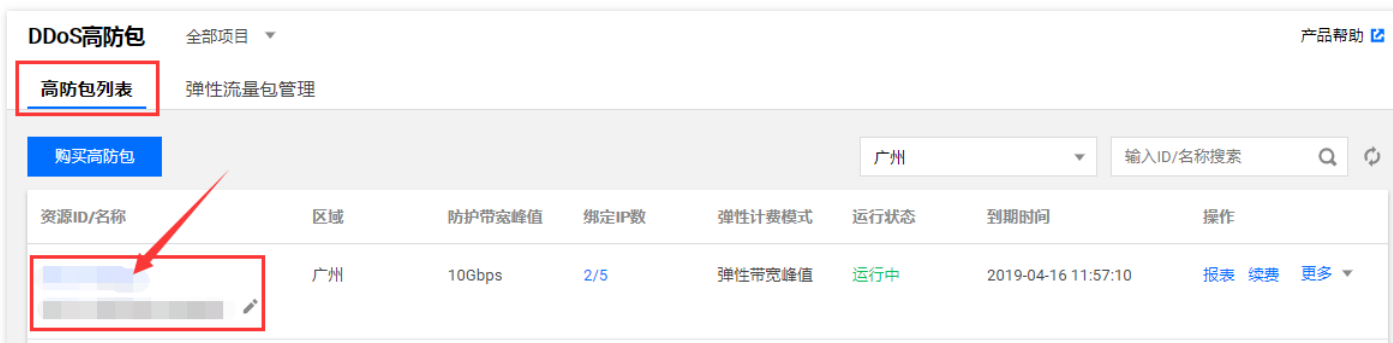 DDoS高防包 全部项目 产品帮助
高防包列表 弹性流量包管理
购买高防包 广州 输入ID/名称搜索
资源ID/名称 区域 防护带宽峰值 绑定IP数 弹性计费模式 运行状态 到期时间 操作
广州 10Gbps 2/5 弹性带宽峰值 运行中 2019-04-16 11:57:10 报表 续费 更多